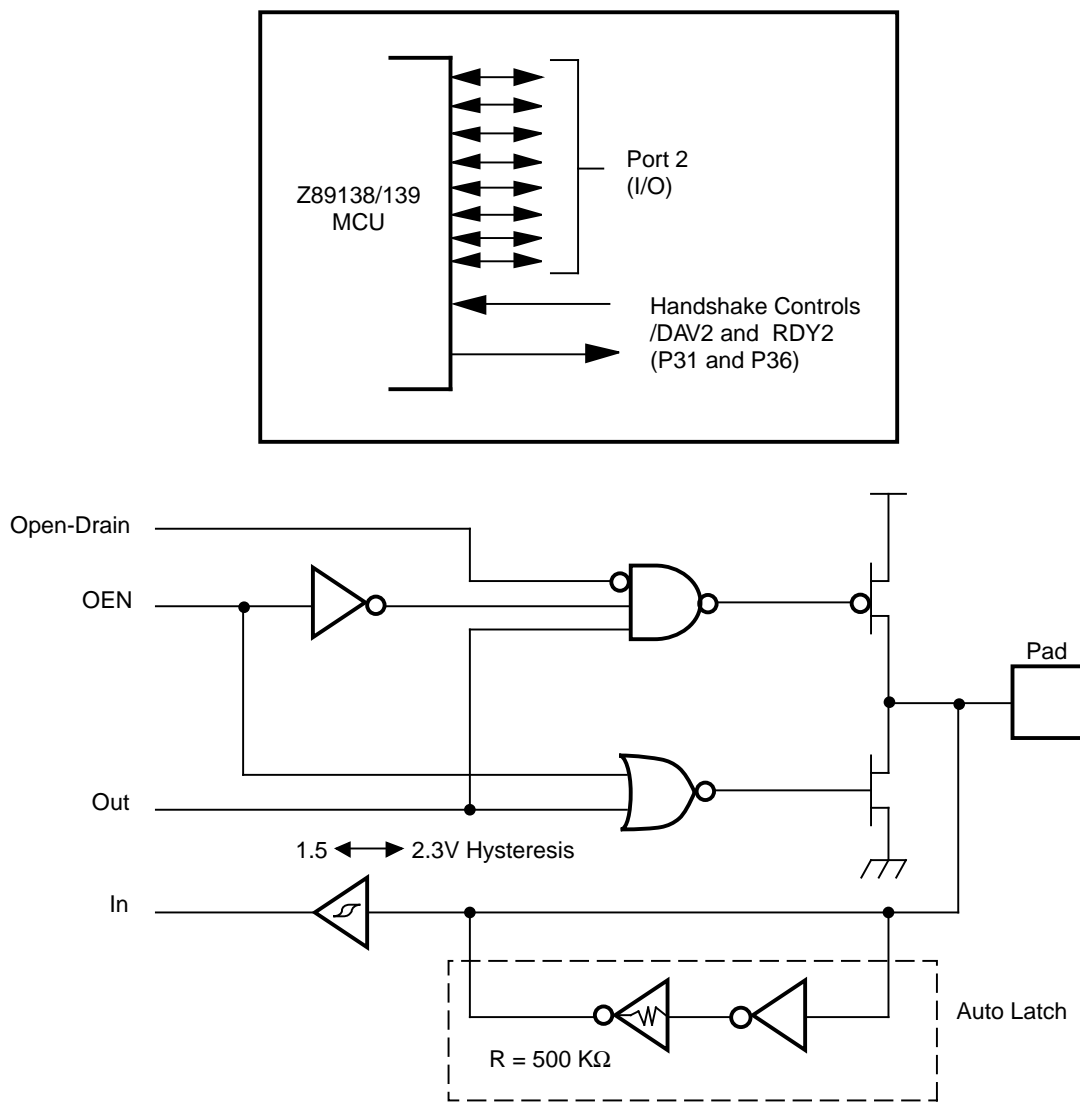 Z89138/139
MCU
Port 2
(I/O)
Handshake Controls
/DAV2 and RDY2
(P31 and P36)
Open-Drain
OEN
Pad
Out
1.5 2.3V Hysteresis
In
Auto Latch
R = 500 KΩ